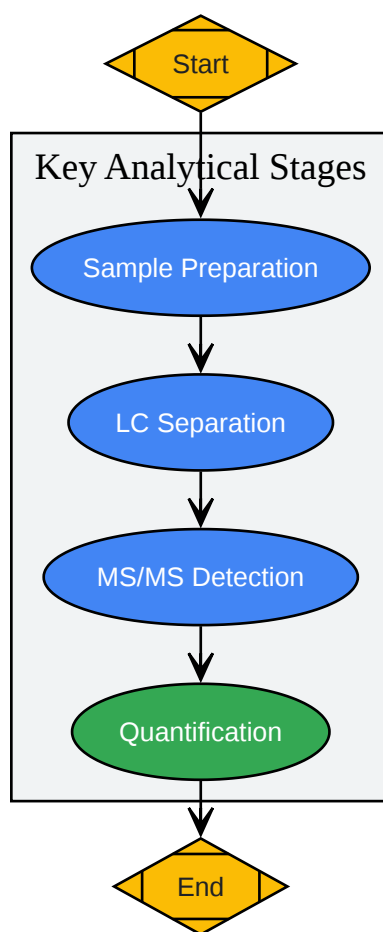 Start
Key Analytical Stages
Sample Preparation
LC Separation
MS/MS Detection
Quantification
End